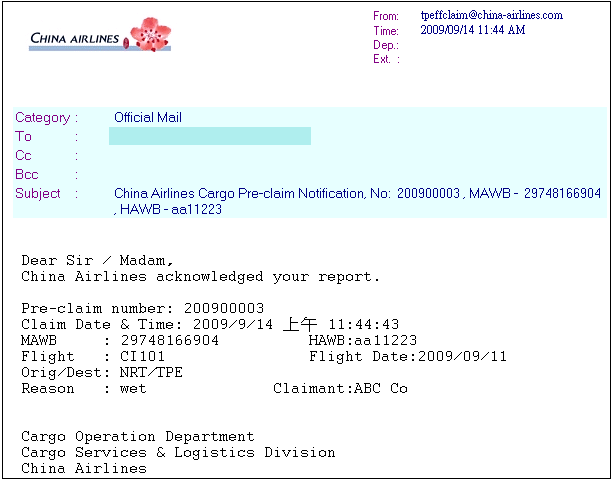 CHINA AIRLINES
From: tpeffclaim@china-airlines.com
Time: 2009/09/14 11:44 AM
Dep.:
Ext. :
Category : Official Mail
To :
Cc :
Bcc :
Subject : China Airlines Cargo Pre-claim Notification, No: 200900003 , MAWB - 29748166904
, HAWB - aa11223
Dear Sir / Madam,
China Airlines acknowledged your report.
Pre-claim number: 200900003
Claim Date & Time: 2009/9/14 上午 11:44:43
MAWB : 29748166904 HAWB:aa11223
Flight : CI101 Flight Date:2009/09/11
Orig/Dest: NRT/TPE
Reason : wet Claimant:ABC Co
Cargo Operation Department
Cargo Services & Logistics Division
China Airlines